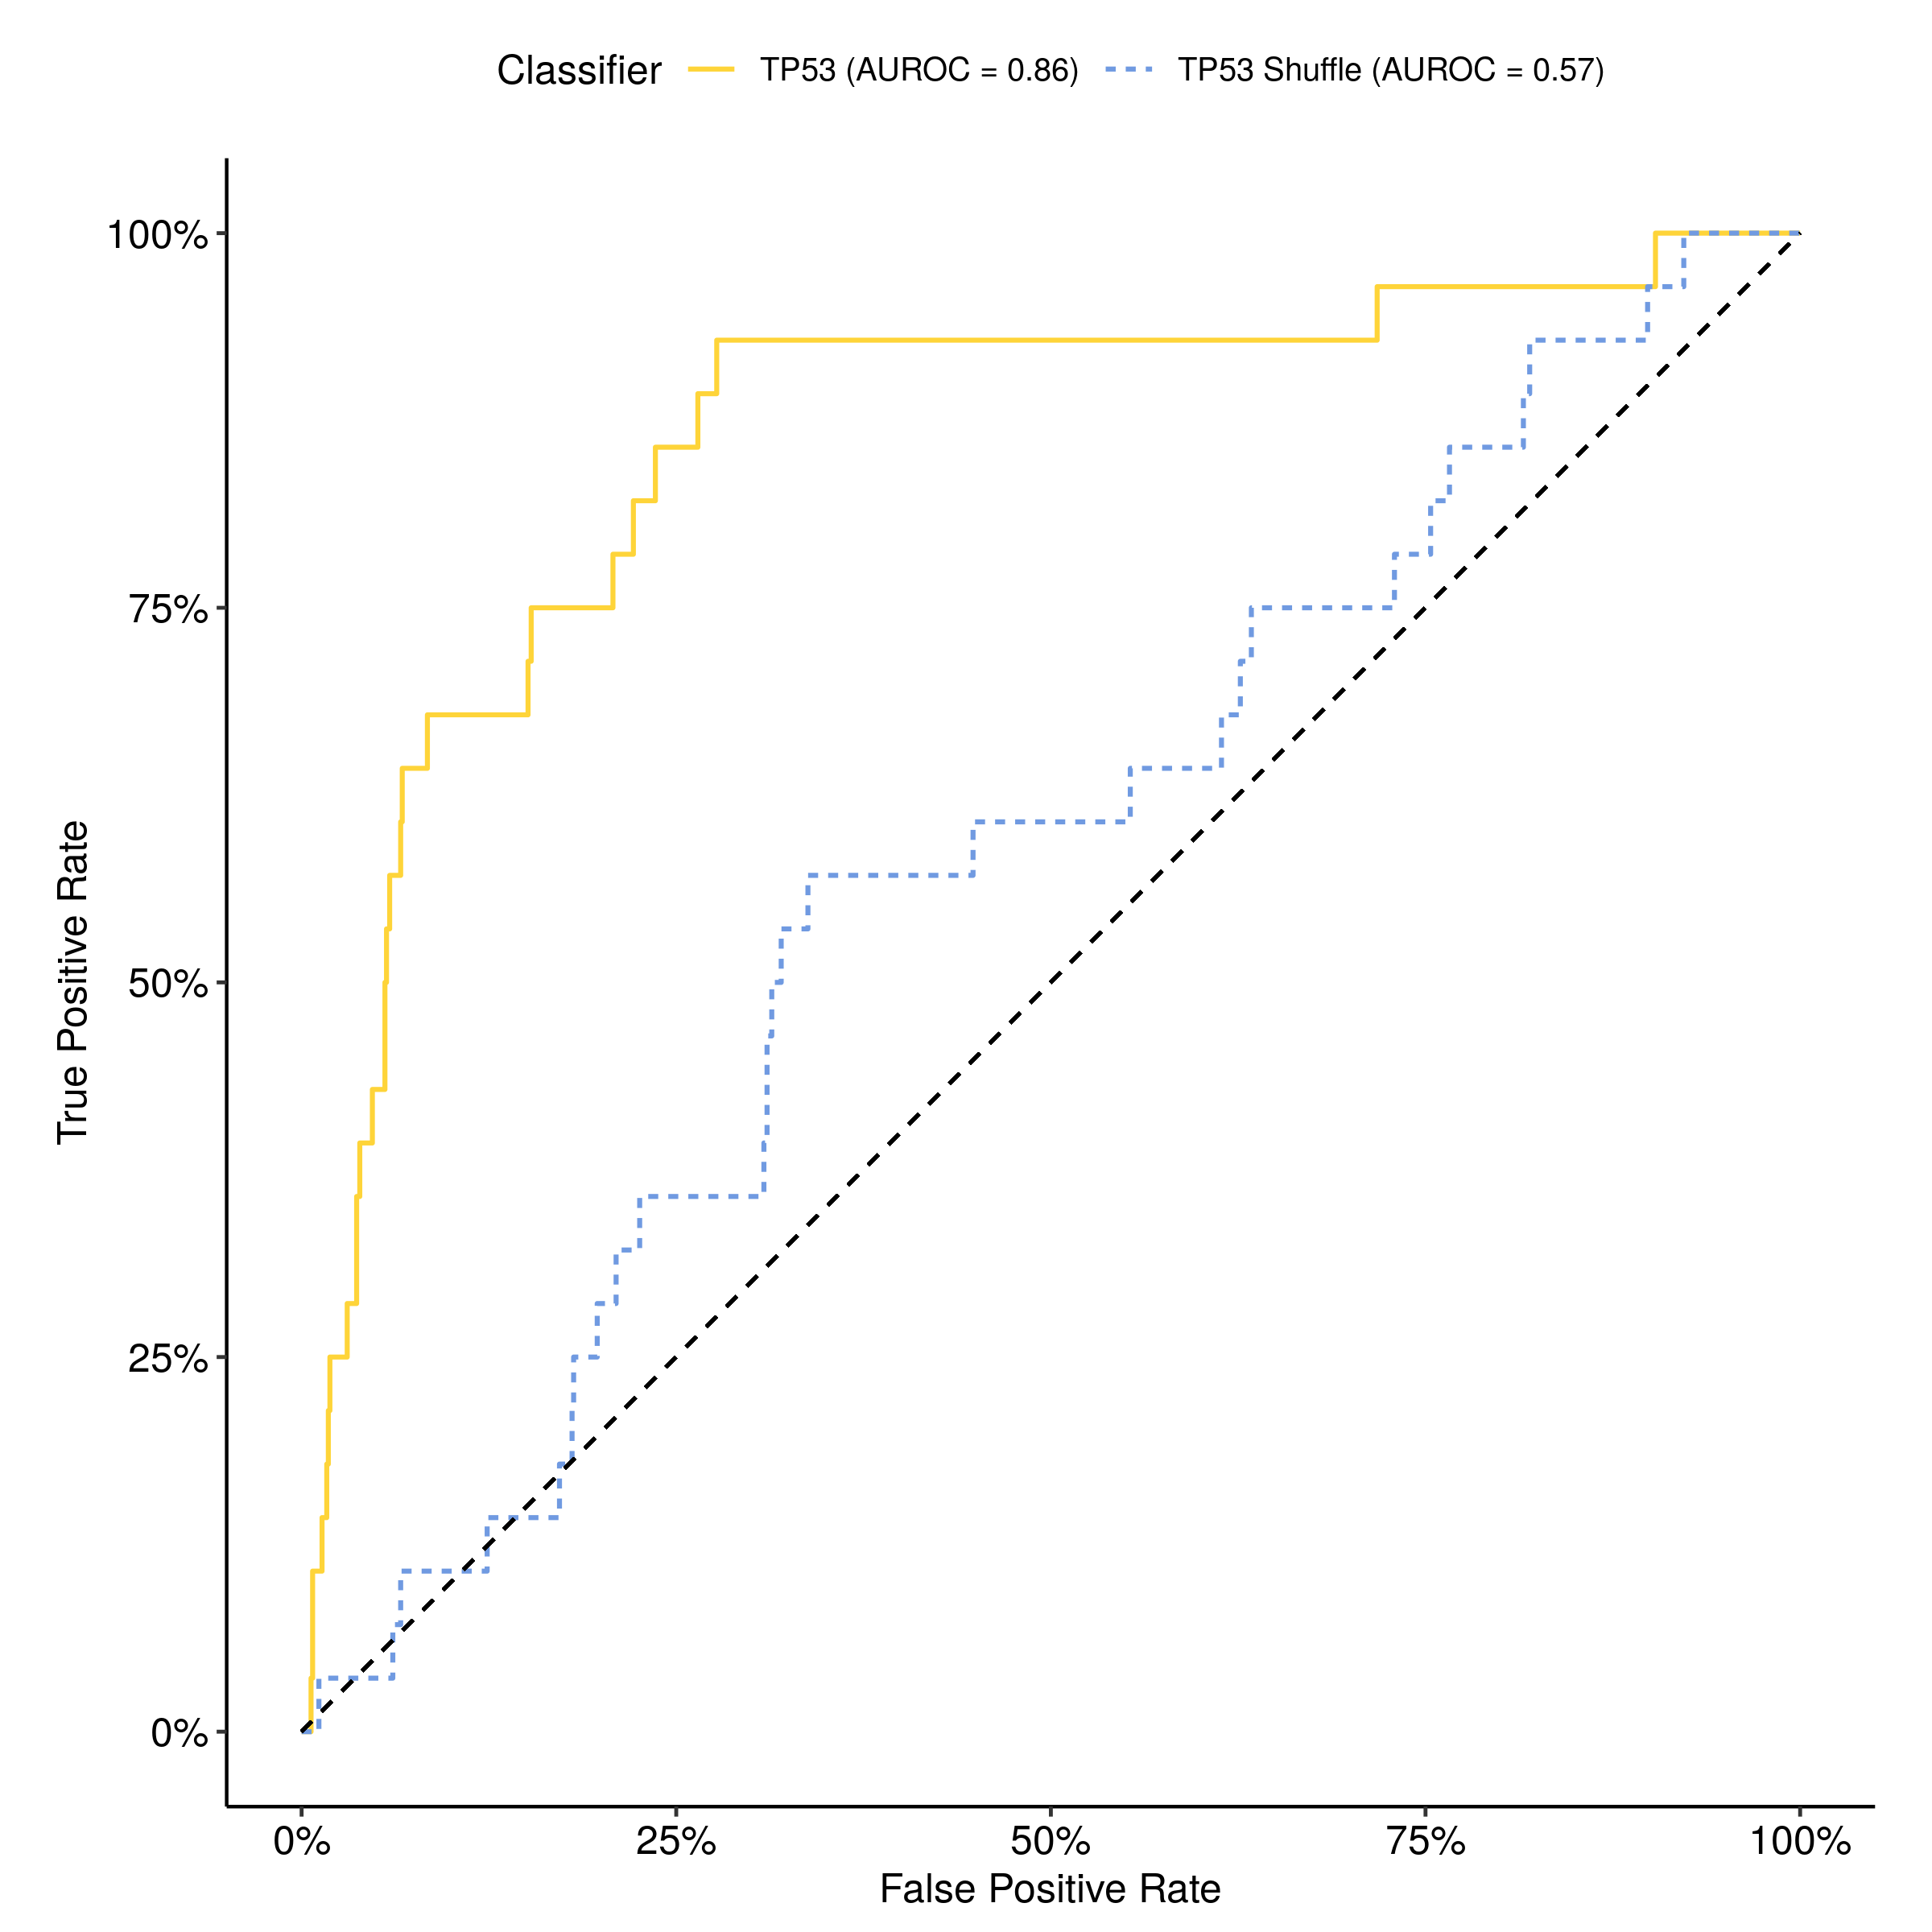 Classifier TP53 (AUROC = 0.86) TP53 Shuffle (AUROC = 0.57)
100%
75%
50%
25%
0%
True Positive Rate
0% 25% 50% 75% 100%
False Positive Rate